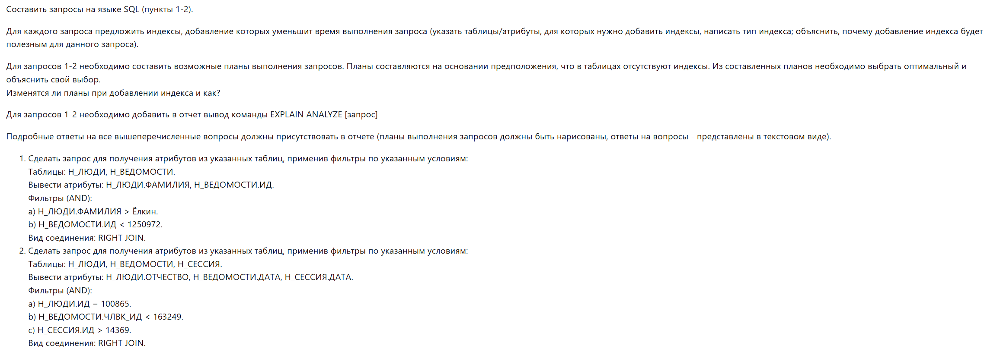 Составить запросы на языке SQL (пункты 1-2).
Для каждого запроса предложить индексы, добавление которых уменьшит время выполнения запроса (указать таблицы/атрибуты, для которых нужно добавить индексы, написать тип индекса; объяснить, почему добавление индекса будет
полезным для данного запроса).
Для запросов 1-2 необходимо составить возможные планы выполнения запросов. Планы составляются на основании предположения, что в таблицах отсутствуют индексы. Из составленных планов необходимо выбрать оптимальный и
объяснить свой выбор.
Изменятся ли планы при добавлении индекса и как?
Для запросов 1-2 необходимо добавить в отчет вывод команды EXPLAIN ANALYZE [запрос]
Подробные ответы на все вышеперечисленные вопросы должны присутствовать в отчете (планы выполнения запросов должны быть нарисованы, ответы на вопросы - представлены в текстовом виде).
1. Сделать запрос для получения атрибутов из указанных таблиц, применив фильтры по указанным условиям:
Таблицы: Н_ЛЮДИ, Н_ВЕДОМОСТИ.
Вывести атрибуты: Н_ЛЮДИ.ФАМИЛИЯ, Н_ВЕДОМОСТИ.ИД.
Фильтры (AND):
a) Н_ЛЮДИ.ФАМИЛИЯ > Ёлкин.
b) Н_ВЕДОМОСТИ.ИД < 1250972.
Вид соединения: RIGHT JOIN.
2. Сделать запрос для получения атрибутов из указанных таблиц, применив фильтры по указанным условиям:
Таблицы: Н_ЛЮДИ, Н_ВЕДОМОСТИ, Н_СЕССИЯ.
Вывести атрибуты: Н_ЛЮДИ.ОТЧЕСТВО, Н_ВЕДОМОСТИ.ДАТА, Н_СЕССИЯ.ДАТА.
Фильтры (AND):
a) Н_ЛЮДИ.ИД = 100865.
b) Н_ВЕДОМОСТИ.ЧЛВК_ИД < 163249.
c) Н_СЕССИЯ.ИД > 14369.
Вид соединения: RIGHT JOIN.